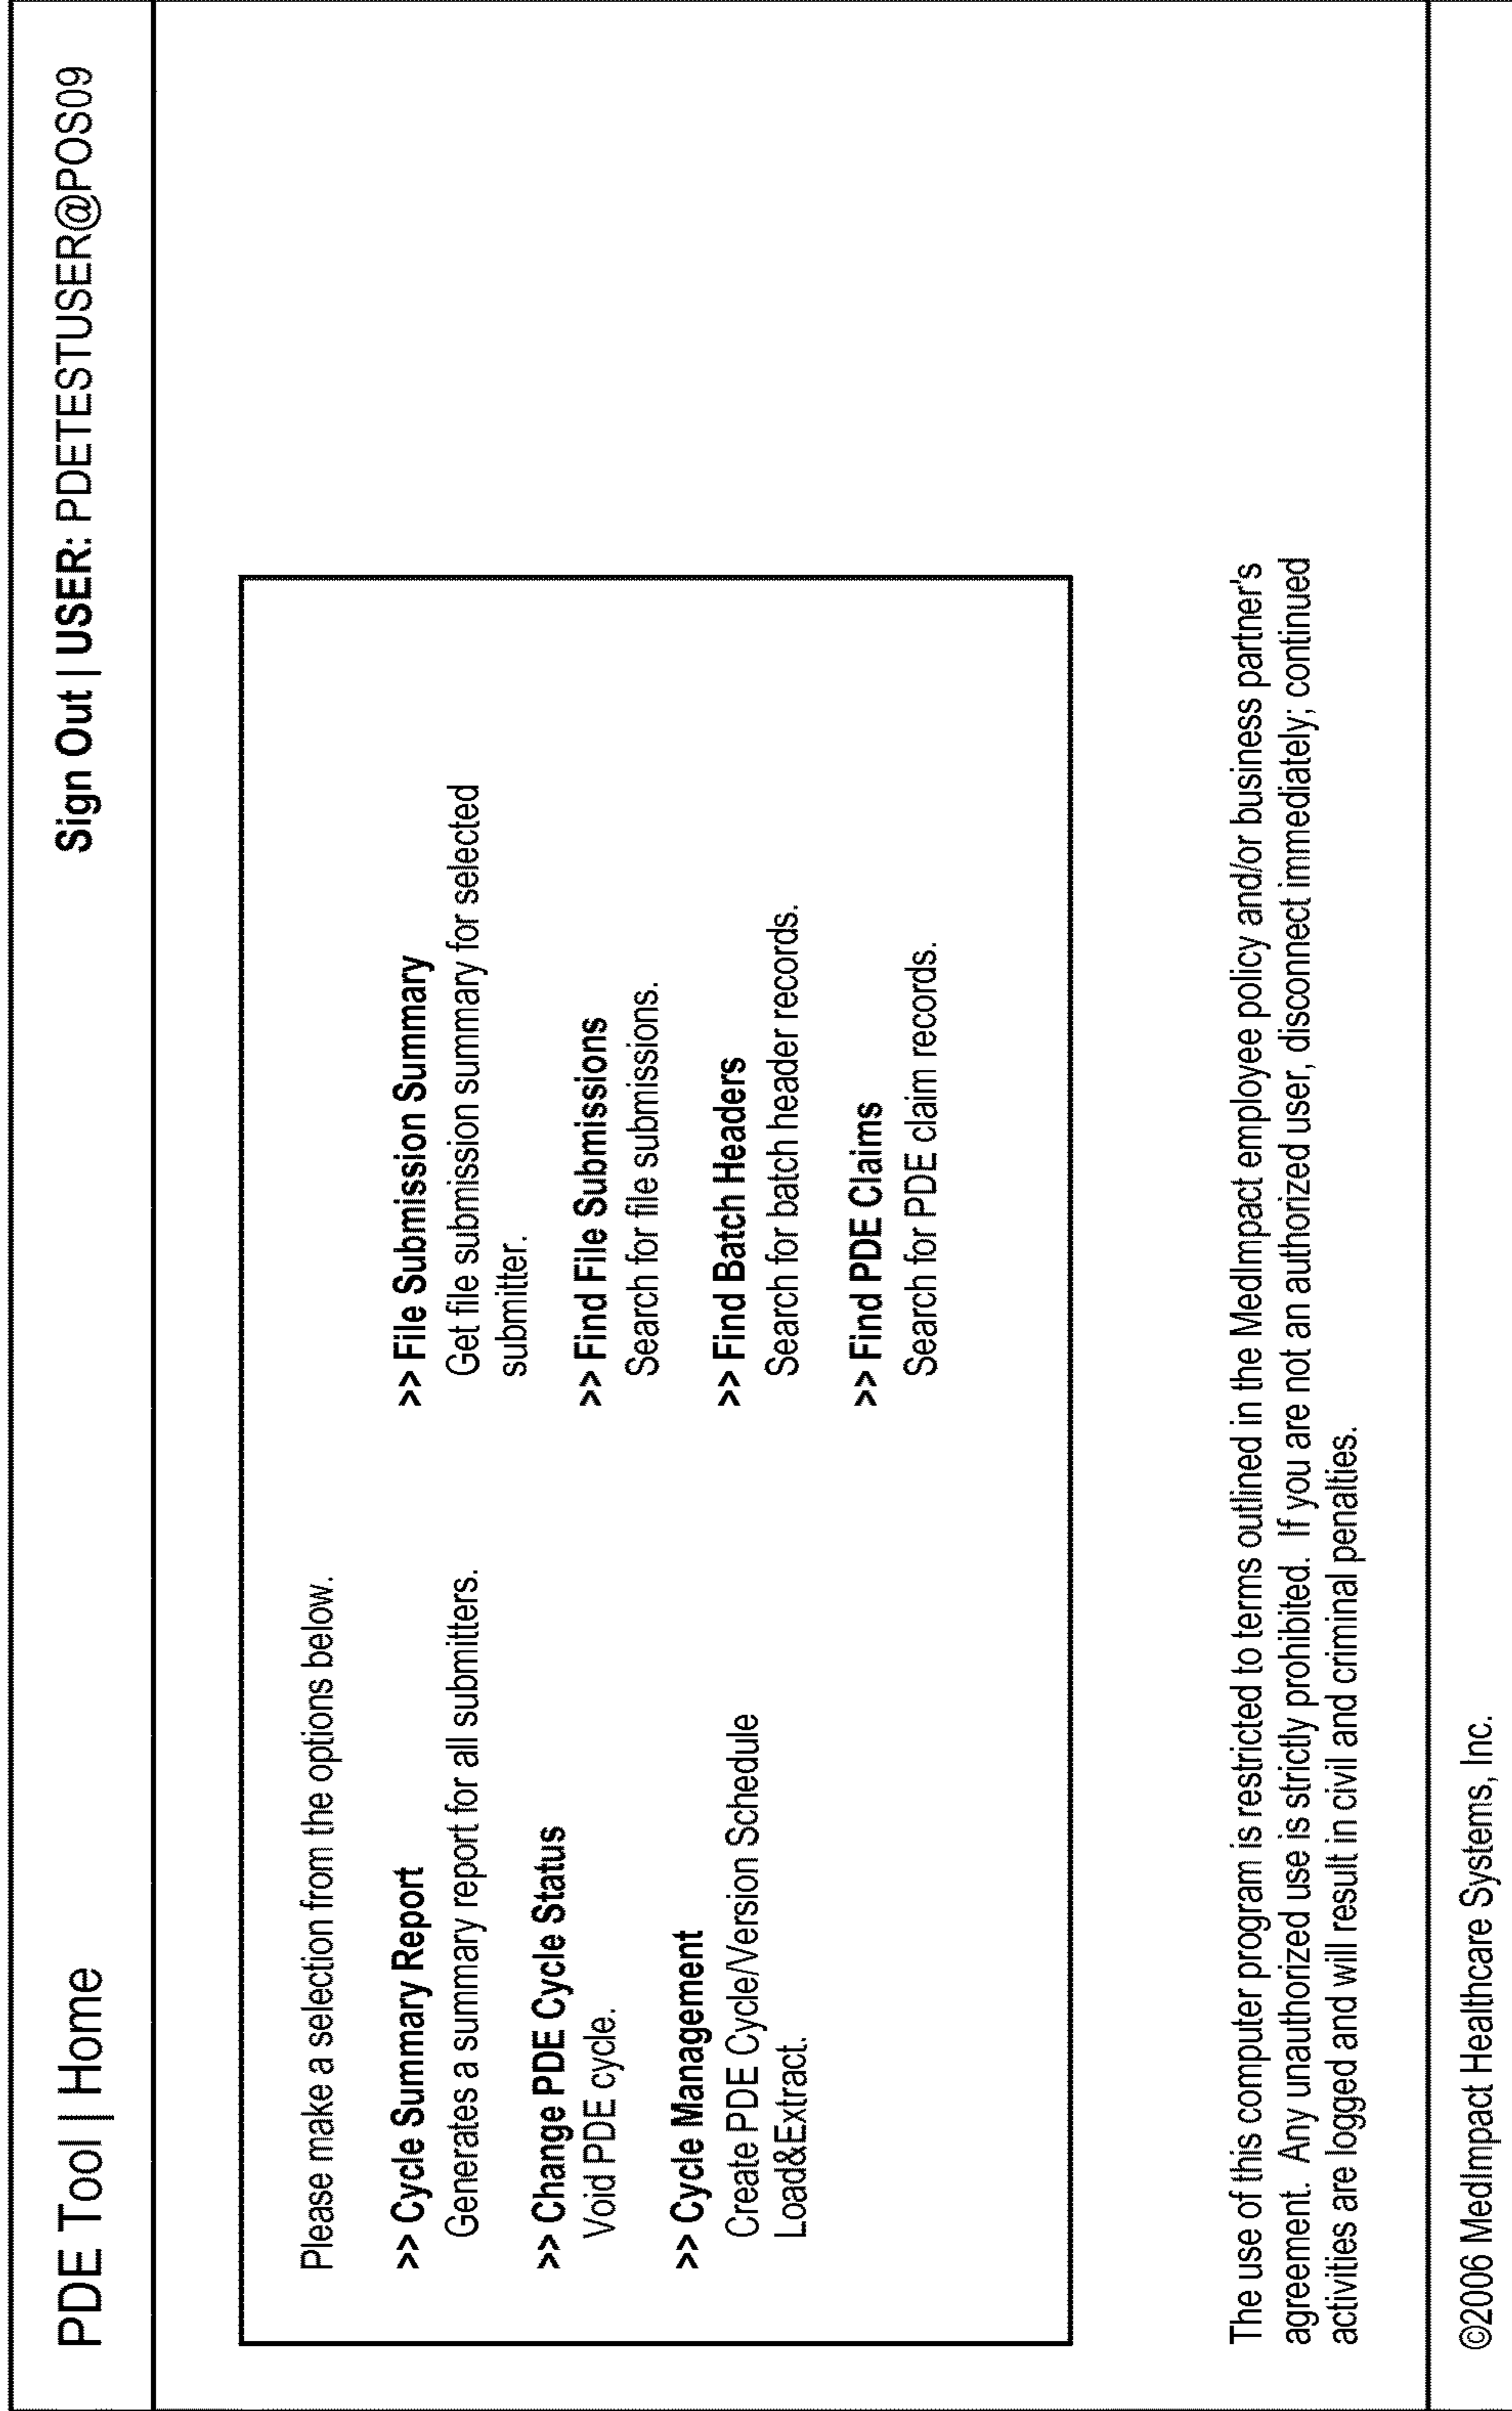 PDE Tool | Home
Sign Out | USER: PDETESTUSER@POS09
Please make a selection from the options below.
>> Cycle Summary Report
Generates a summary report for all submitters.
>> Change PDE Cycle Status
Void PDE cycle.
>> Cycle Management
Create PDE Cycle/Version Schedule
Load&Extract.
>> File Submission Summary
Get file submission summary for selected
submitter.
>> Find File Submissions
Search for file submissions.
>> Find Batch Headers
Search for batch header records.
>> Find PDE Claims
Search for PDE claim records.
The use of this computer program is restricted to terms outlined in the MedImpact employee policy and/or business partner's
agreement.  Any unauthorized use is strictly prohibited.  If you are not an authorized user, disconnect immediately; continued
activities are logged and will result in civil and criminal penalties.
©2006 MedImpact Healthcare Systems, Inc.